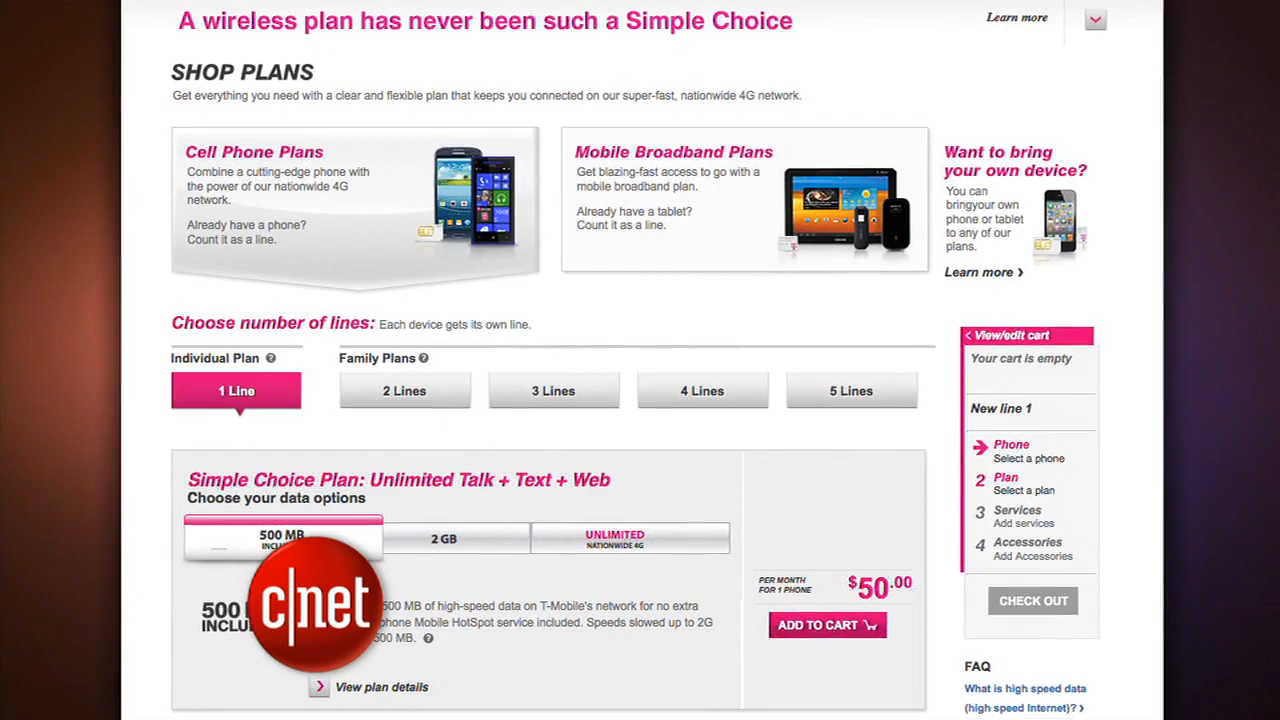 A wireless plan has never been such a Simple Choice
Learn more
SHOP PLANS
Get everything you need with a clear and flexible plan that keeps you connected on our super-fast, nationwide 4G network.
Cell Phone Plans
Combine a cutting-edge phone with
the power of our nationwide 4G
network.
Already have a phone?
Count it as a line.
Mobile Broadband Plans
Get blazing-fast access to go with a
mobile broadband plan.
Already have a tablet?
Count it as a line.
Want to bring
your own device?
You can
bringyour own
phone or tablet
to any of our
plans.
Learn more ›
Choose number of lines: Each device gets its own line.
Individual Plan ?
Family Plans ?
1 Line
2 Lines
3 Lines
4 Lines
5 Lines
‹ View/edit cart
Your cart is empty
New line 1
Phone
Select a phone
2 Plan
Select a plan
3 Services
Add services
4 Accessories
Add Accessories
CHECK OUT
Simple Choice Plan: Unlimited Talk + Text + Web
Choose your data options
500 MB
2 GB
UNLIMITED
NATIONWIDE 4G
500
500 MB of high-speed data on T-Mobile's network for no extra
phone Mobile HotSpot service included. Speeds slowed up to 2G
500 MB. ?
c|net
View plan details
PER MONTH
FOR 1 PHONE
$50.00
ADD TO CART
FAQ
What is high speed data
(high speed Internet)? ›